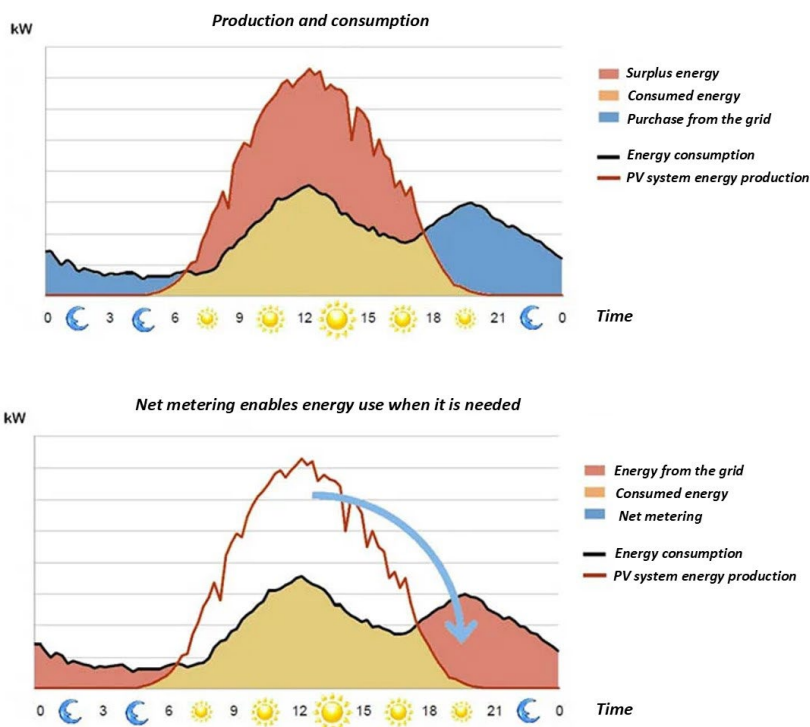 Production and consumption
kW
Surplus energy
Consumed energy
Purchase from the grid
Energy consumption
PV system energy production
0 3 6 9 12 15 18 21 0
Time
Net metering enables energy use when it is needed
kW
Energy from the grid
Consumed energy
Net metering
Energy consumption
PV system energy production
0 3 6 9 12 15 18 21 0
Time